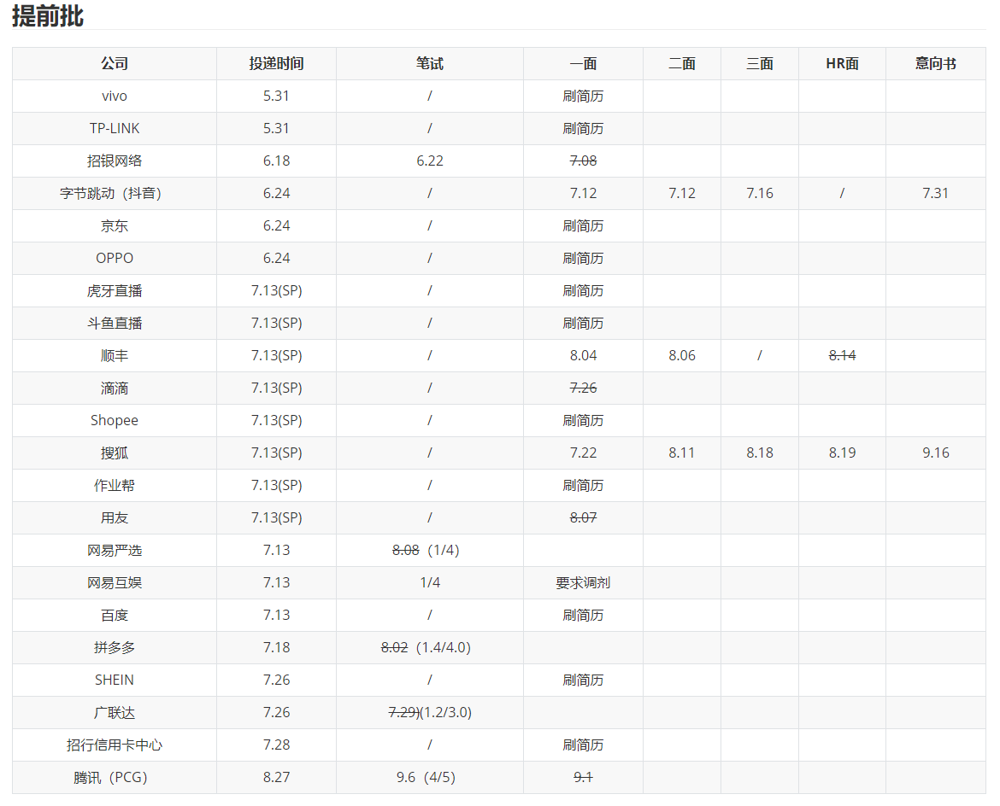 提前批
公司 投递时间 笔试 一面 二面 三面 HR面 意向书
vivo 5.31 / 刷简历
TP-LINK 5.31 / 刷简历
招银网络 6.18 6.22 7.08
字节跳动（抖音） 6.24 / 7.12 7.12 7.16 / 7.31
京东 6.24 / 刷简历
OPPO 6.24 / 刷简历
虎牙直播 7.13(SP) / 刷简历
斗鱼直播 7.13(SP) / 刷简历
顺丰 7.13(SP) / 8.04 8.06 / 8.14
滴滴 7.13(SP) / 7.26
Shopee 7.13(SP) / 刷简历
搜狐 7.13(SP) / 7.22 8.11 8.18 8.19 9.16
作业帮 7.13(SP) / 刷简历
用友 7.13(SP) / 8.07
网易严选 7.13 8.08（1/4）
网易互娱 7.13 1/4 要求调剂
百度 7.13 / 刷简历
拼多多 7.18 8.02（1.4/4.0）
SHEIN 7.26 / 刷简历
广联达 7.26 7.29)(1.2/3.0)
招行信用卡中心 7.28 / 刷简历
腾讯（PCG） 8.27 9.6（4/5） 9.1